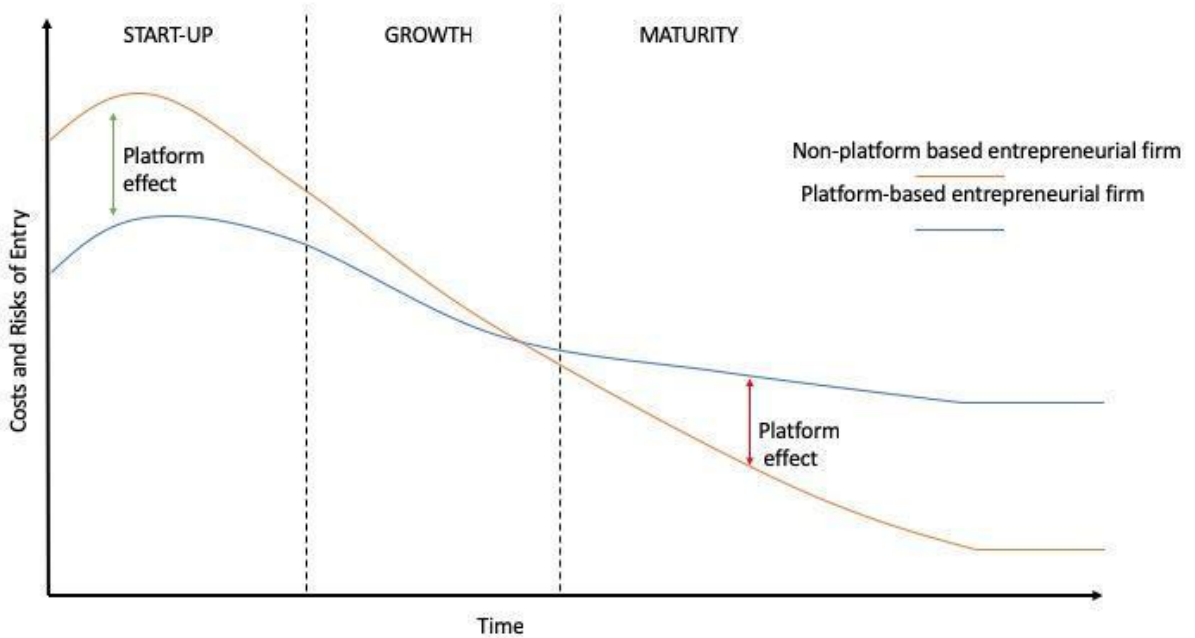 START-UP
GROWTH
MATURITY
Platform
effect
Non-platform based entrepreneurial firm
Platform-based entrepreneurial firm
Costs and Risks of Entry
Platform
effect
Time